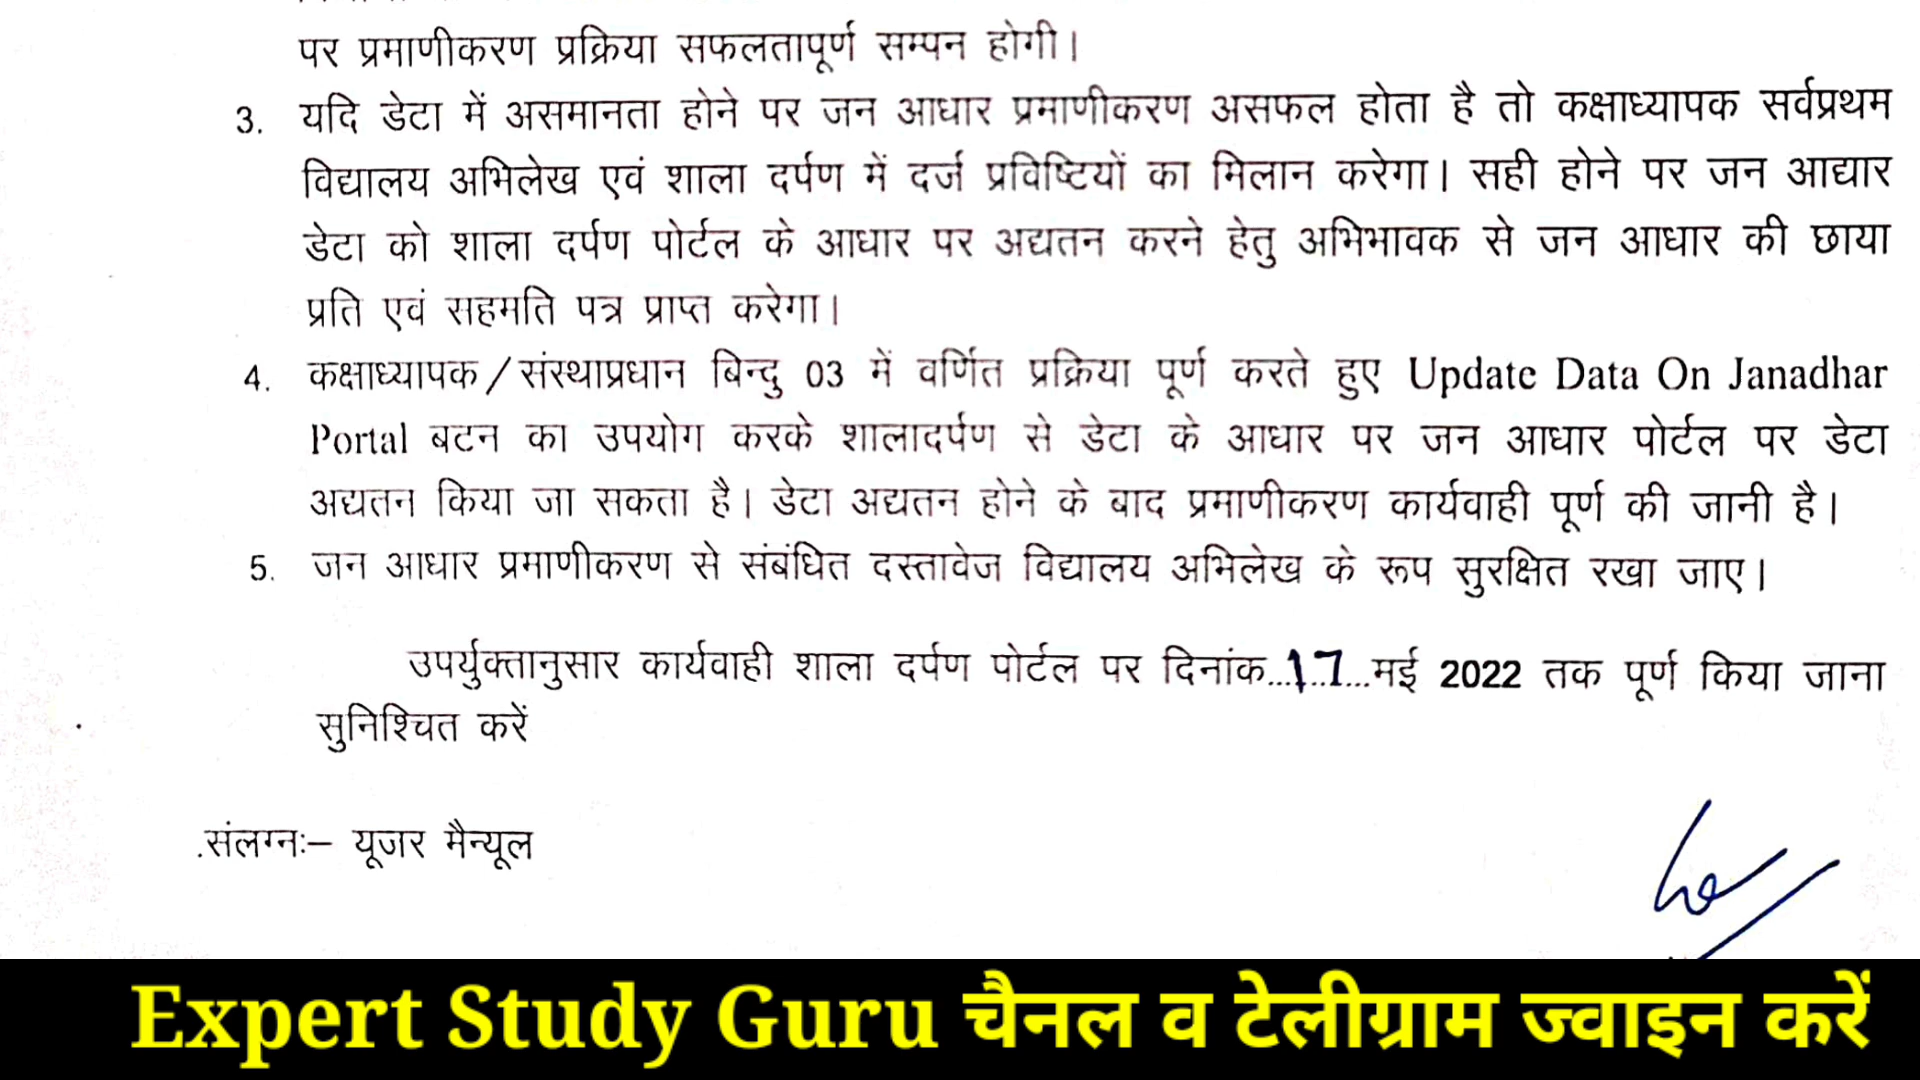 पर प्रमाणीकरण प्रक्रिया सफलतापूर्ण सम्पन होगी।
3. यदि डेटा में असमानता होने पर जन आधार प्रमाणीकरण असफल होता है तो कक्षाध्यापक सर्वप्रथम
विद्यालय अभिलेख एवं शाला दर्पण में दर्ज प्रविष्टियों का मिलान करेगा। सही होने पर जन आद्यार
डेटा को शाला दर्पण पोर्टल के आधार पर अद्यतन करने हेतु अभिभावक से जन आधार की छाया
प्रति एवं सहमति पत्र प्राप्त करेगा।
4. कक्षाध्यापक/संस्थाप्रधान बिन्दु 03 में वर्णित प्रक्रिया पूर्ण करते हुए Update Data On Janadhar
Portal बटन का उपयोग करके शालादर्पण से डेटा के आधार पर जन आधार पोर्टल पर डेटा
अद्यतन किया जा सकता है। डेटा अद्यतन होने के बाद प्रमाणीकरण कार्यवाही पूर्ण की जानी है।
5. जन आधार प्रमाणीकरण से संबंधित दस्तावेज विद्यालय अभिलेख के रूप सुरक्षित रखा जाए।
उपर्युक्तानुसार कार्यवाही शाला दर्पण पोर्टल पर दिनांक...17...मई 2022 तक पूर्ण किया जाना
सुनिश्चित करें
.संलग्नः– यूजर मैन्यूल
Expert Study Guru चैनल व टेलीग्राम ज्वाइन करें